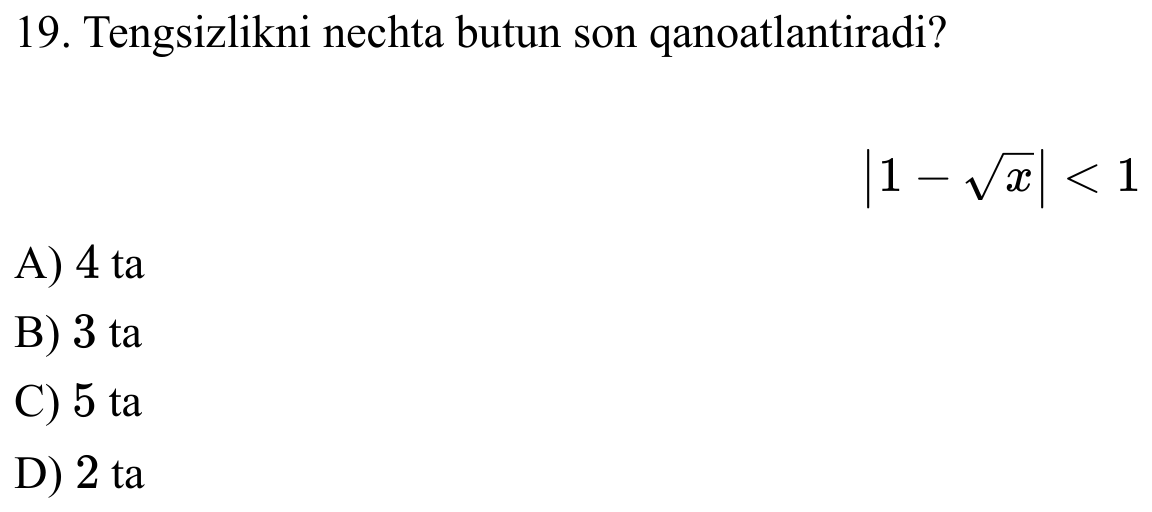 19. Tengsizlikni nechta butun son qanoatlantiradi?
|1 − √x| < 1
A) 4 ta
B) 3 ta
C) 5 ta
D) 2 ta